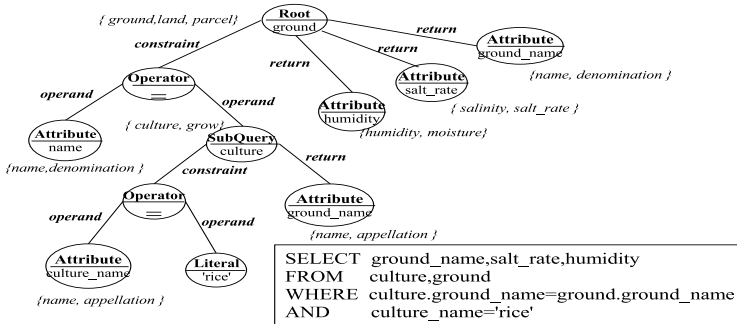 Root
ground
{ ground,land, parcel}
constraint
return
return
return
Operator
=
Attribute
humidity
{humidity, moisture}
Attribute
salt_rate
{ salinity, salt_rate }
Attribute
ground_name
{name, denomination }
operand
operand
Attribute
name
{name,denomination }
{ culture, grow}
SubQuery
culture
constraint
return
Operator
=
Attribute
ground_name
{name, appellation }
operand
operand
Attribute
culture_name
{name, appellation }
Literal
'rice'
SELECT ground_name,salt_rate,humidity
FROM culture,ground
WHERE culture.ground_name=ground.ground_name
AND culture_name='rice'